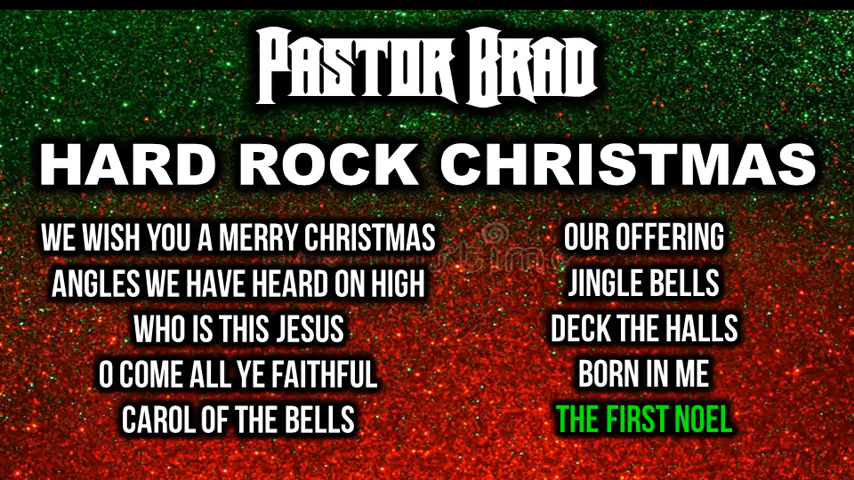 PASTOR BRAD
HARD ROCK CHRISTMAS
WE WISH YOU A MERRY CHRISTMAS
ANGLES WE HAVE HEARD ON HIGH
WHO IS THIS JESUS
O COME ALL YE FAITHFUL
CAROL OF THE BELLS
OUR OFFERING
JINGLE BELLS
DECK THE HALLS
BORN IN ME
THE FIRST NOEL